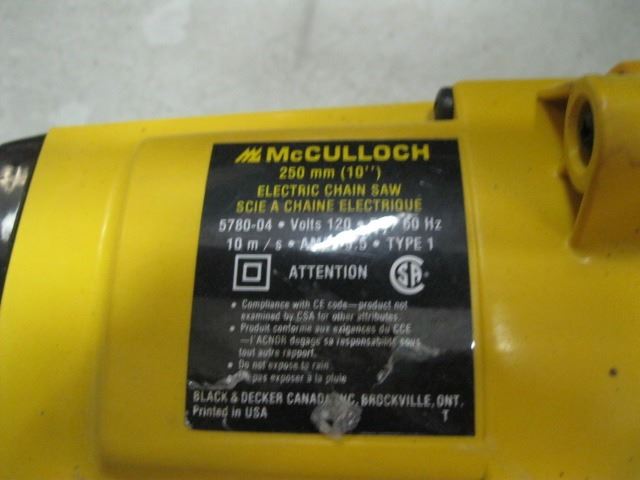 McCULLOCH
250 mm (10'')
ELECTRIC CHAIN SAW
SCIE A CHAINE ELECTRIQUE
5780-04 • Volts 120 • 60 Hz
10 m / s • • TYPE 1
ATTENTION
• Compliance with CE code—product not
examined by CSA for other attributes.
• Produit conforme aux exigences du CCE
—l'ACNOR dégage sa responsabilité sous
tout autre rapport.
• Do not expose to rain
pas exposer à la pluie
BLACK & DECKER CANADA INC. BROCKVILLE, ONT.
Printed in USA T